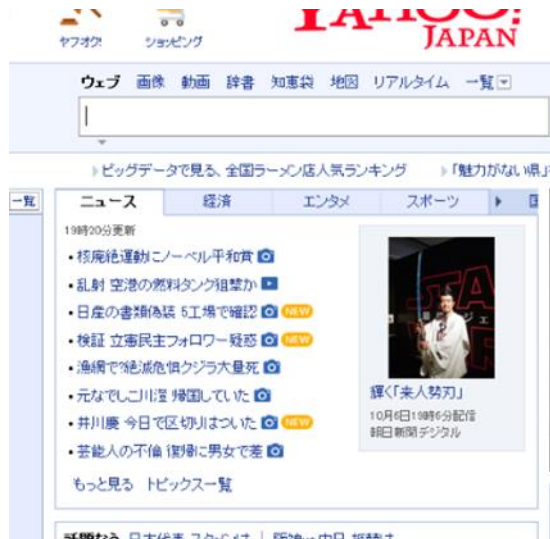 ヤフオク! ショッピング
YAHOO!
JAPAN
ウェブ 画像 動画 辞書 知恵袋 地図 リアルタイム 一覧
ビッグデータで見る、全国ラーメン店人気ランキング 「魅力がない県」
一覧
ニュース 経済 エンタメ スポーツ 国
19時20分更新
・核廃絶運動にノーベル平和賞
・乱射 空港の燃料タンク狙撃か
・日産の書類偽装 5工場で確認 NEW
・検証 立憲民主フォロワー疑惑 NEW
・漁網で?絶滅危惧クジラ大量死
・元なでしこ川澄 帰国していた
・井川慶 今日で区切りはついた NEW
・芸能人の不倫 復帰に男女で差
もっと見る トピックス一覧
輝く「来人勢刃」
10月6日19時6分配信
朝日新聞デジタル